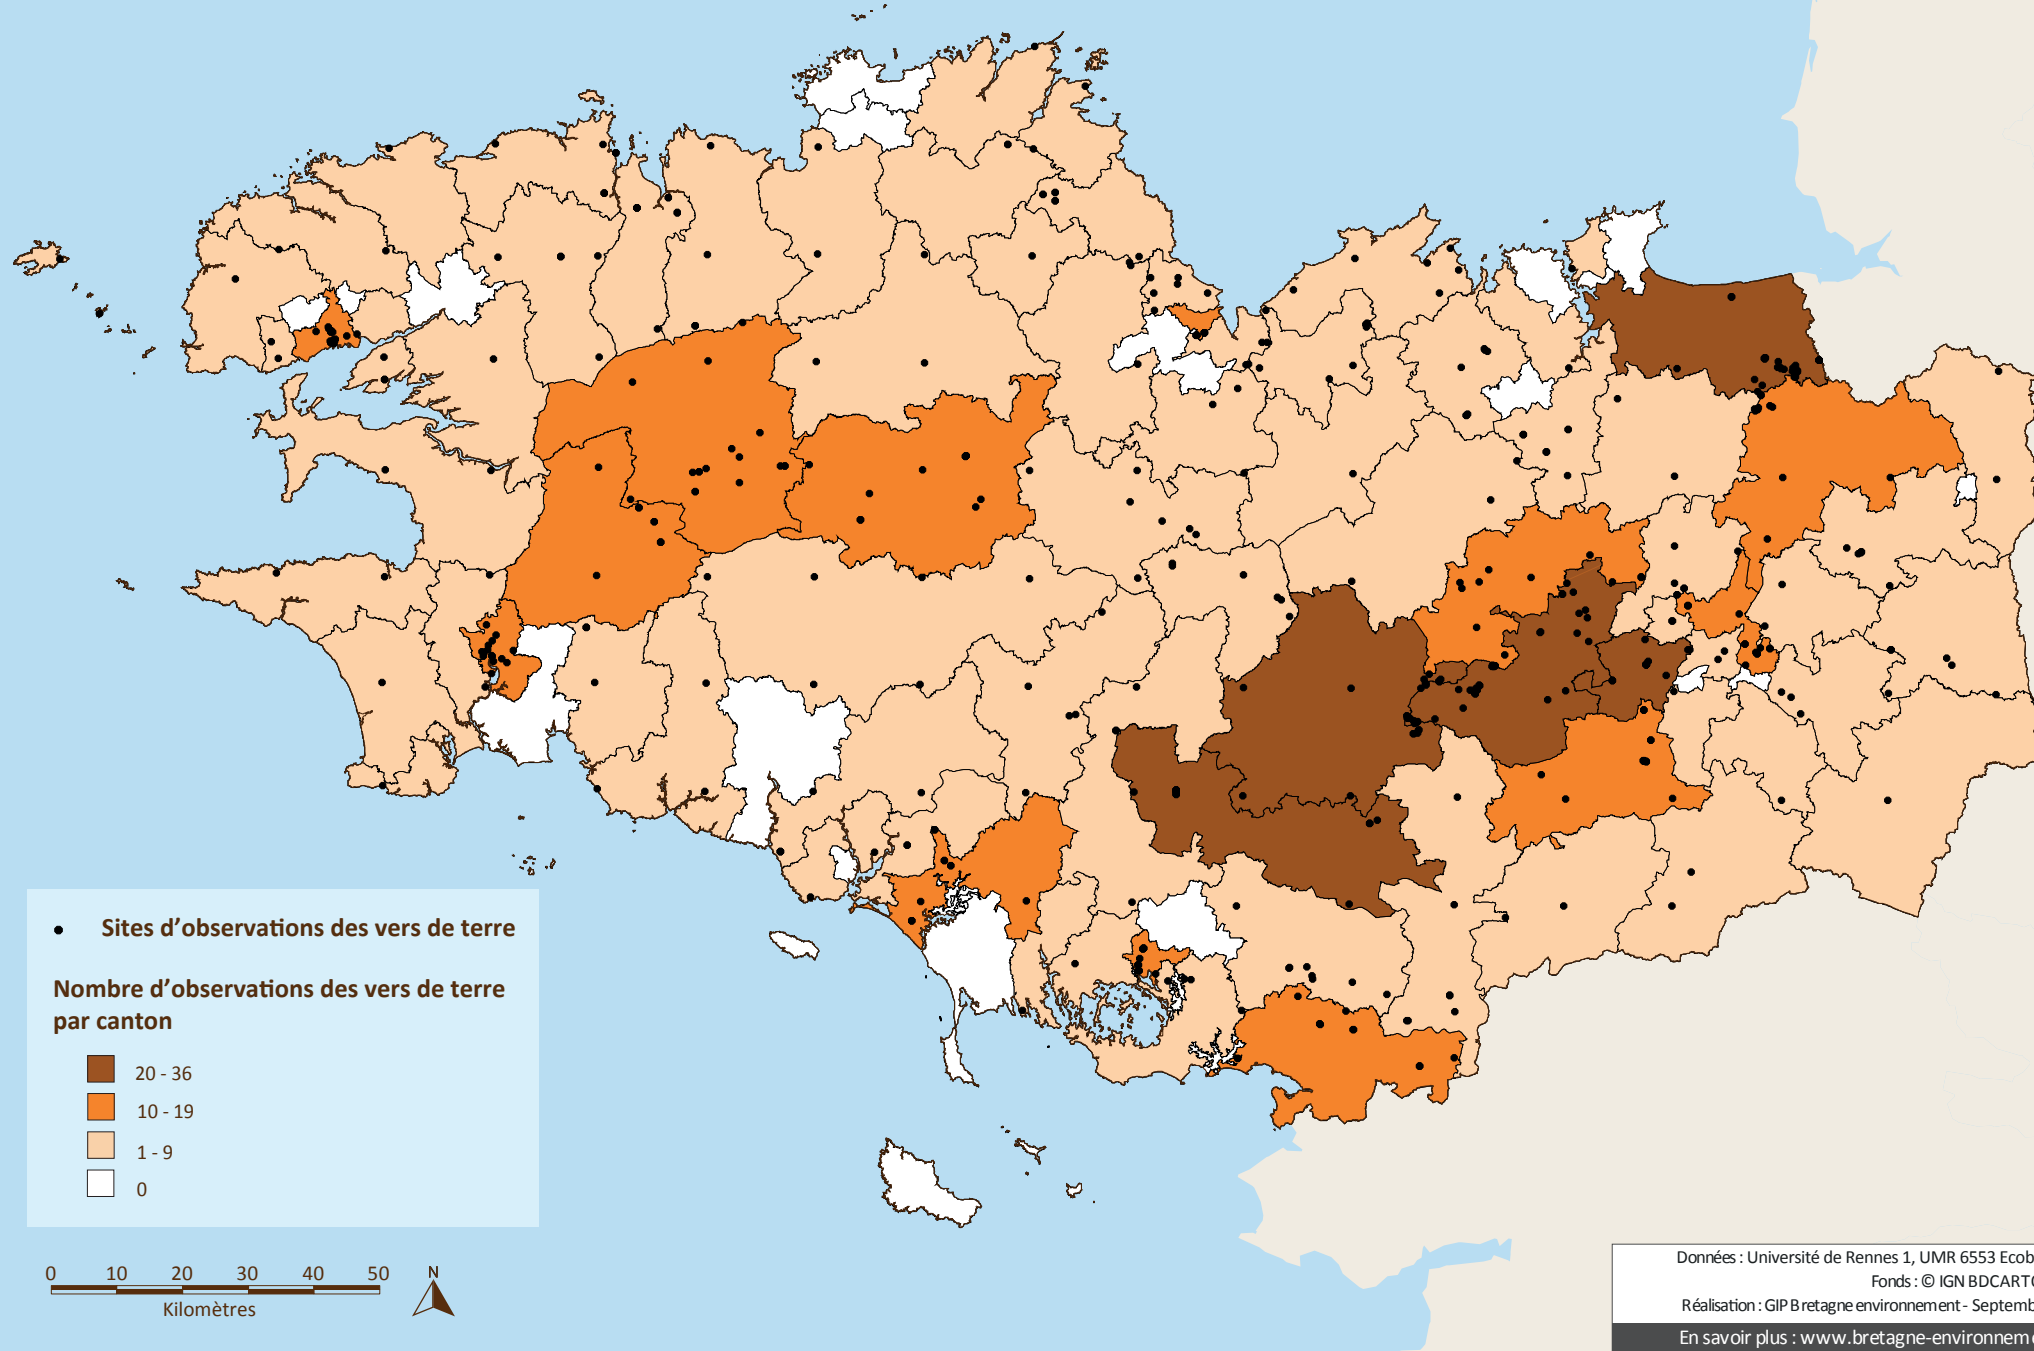 Sites d'observations des vers de terre
Nombre d'observations des vers de terre
par canton
20 - 36
10 - 19
1 - 9
0
0 10 20 30 40 50
Kilomètres
N
Données : Université de Rennes 1, UMR 6553 Ecob
Fonds : © IGN BDCARTO
Réalisation : GIP Bretagne environnement - Septemb
En savoir plus : www.bretagne-environnem